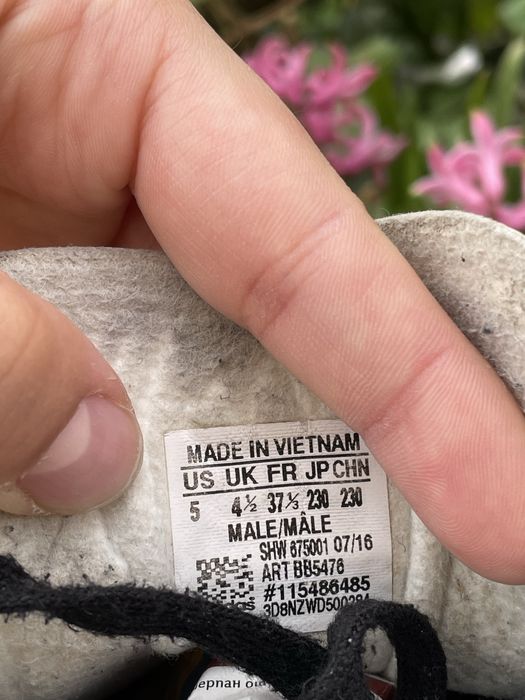 MADE IN VIETNAM
US UK FR JP CHN
5 4½ 37⅓ 230 230
MALE/MÂLE
SHW 675001 07/16
ART BB5476
#115486485